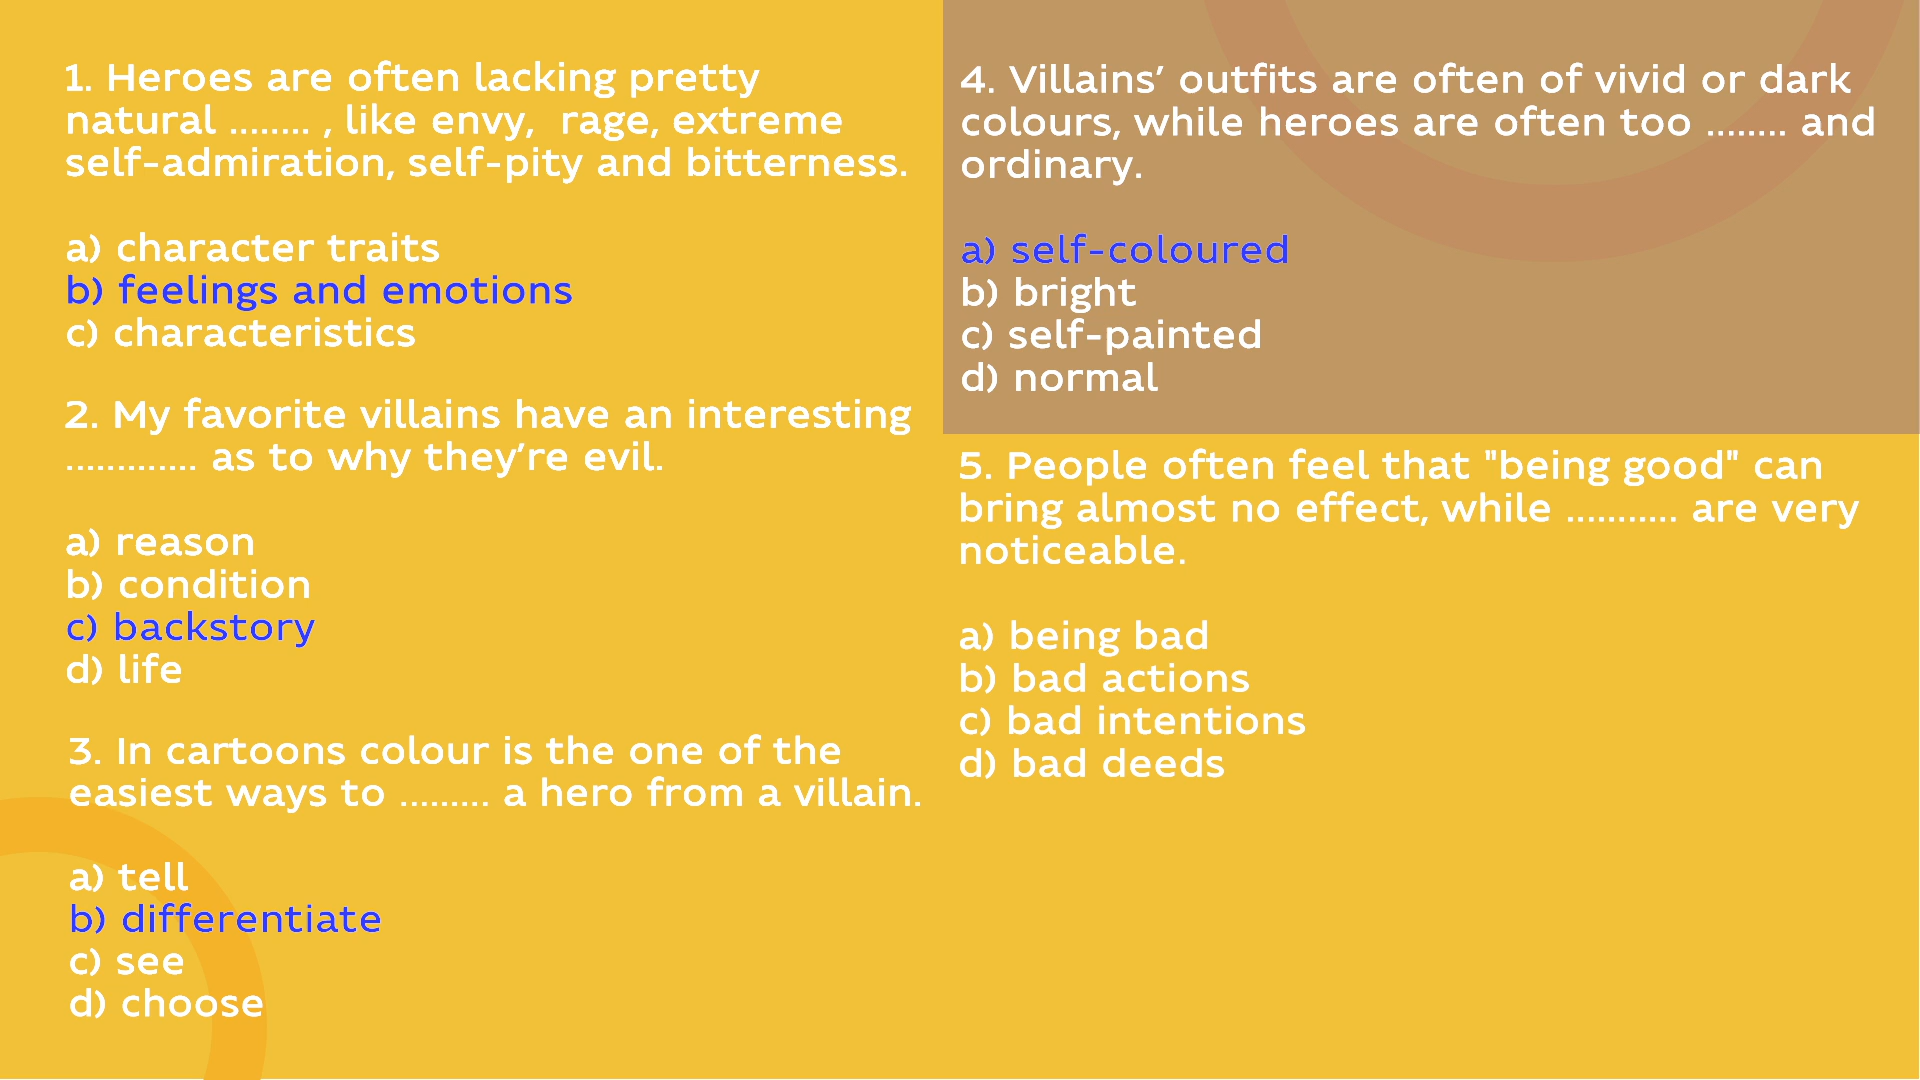 1. Heroes are often lacking pretty
natural ........ , like envy,  rage, extreme
self-admiration, self-pity and bitterness.
a) character traits
b) feelings and emotions
c) characteristics
2. My favorite villains have an interesting
............. as to why they’re evil.
a) reason
b) condition
c) backstory
d) life
3. In cartoons colour is the one of the
easiest ways to ......... a hero from a villain.
a) tell
b) differentiate
c) see
d) choose
4. Villains’ outfits are often of vivid or dark
colours, while heroes are often too ........ and
ordinary.
a) self-coloured
b) bright
c) self-painted
d) normal
5. People often feel that "being good" can
bring almost no effect, while ........... are very
noticeable.
a) being bad
b) bad actions
c) bad intentions
d) bad deeds